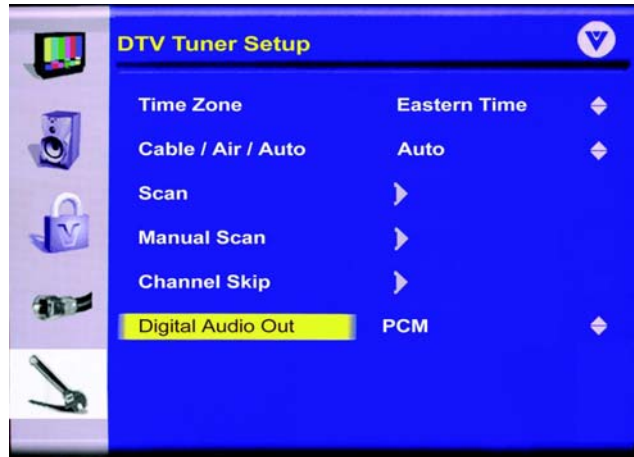 DTV Tuner Setup
V
Time Zone Eastern Time
Cable / Air / Auto Auto
Scan
Manual Scan
Channel Skip
Digital Audio Out PCM
V